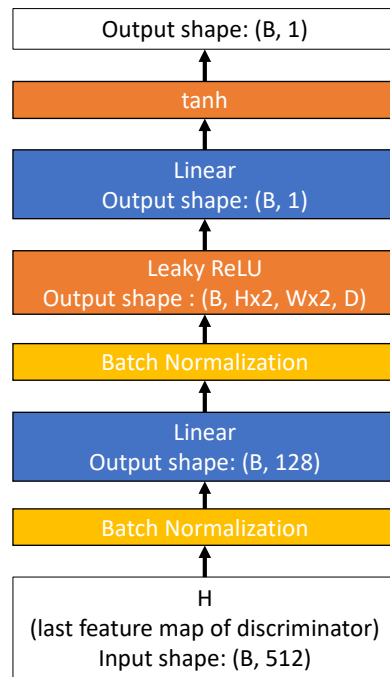 Output shape: (B, 1)
tanh
Linear
Output shape: (B, 1)
Leaky ReLU
Output shape : (B, Hx2, Wx2, D)
Batch Normalization
Linear
Output shape: (B, 128)
Batch Normalization
H
(last feature map of discriminator)
Input shape: (B, 512)